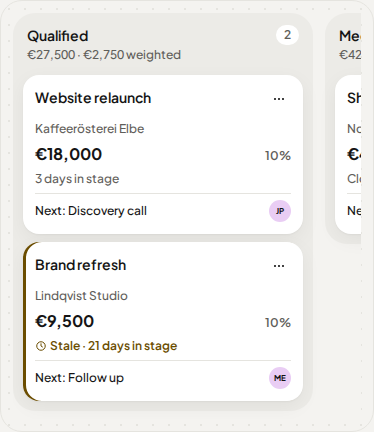 Qualified 2
€27,500 · €2,750 weighted
Website relaunch ...
Kaffeerösterei Elbe
€18,000 10%
3 days in stage
Next: Discovery call JP
Brand refresh ...
Lindqvist Studio
€9,500 10%
Stale · 21 days in stage
Next: Follow up ME